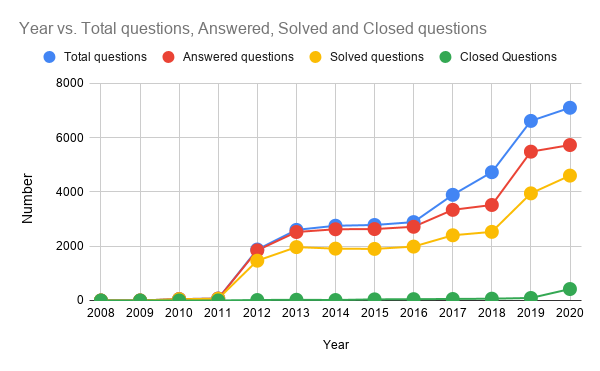 Year vs. Total questions, Answered, Solved and Closed questions
Total questions Answered questions Solved questions Closed Questions
8000
6000
4000
2000
0
Number
2008 2009 2010 2011 2012 2013 2014 2015 2016 2017 2018 2019 2020
Year